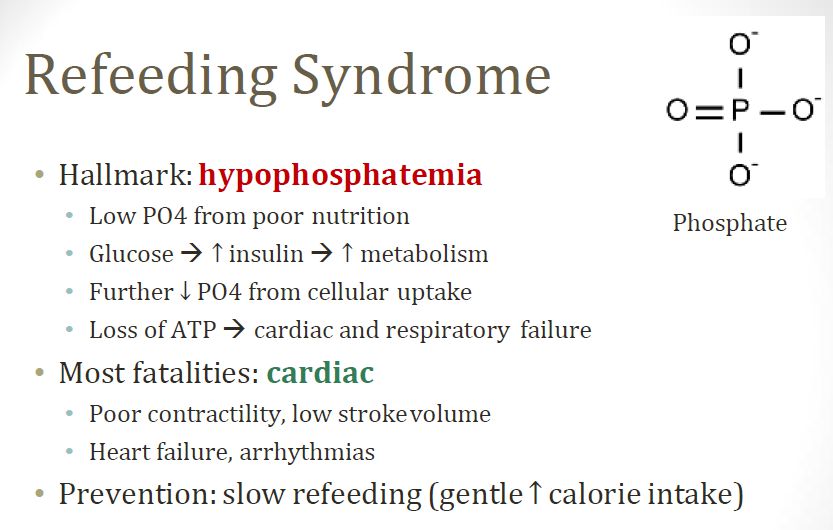 Refeeding Syndrome
• Hallmark: hypophosphatemia
• Low PO4 from poor nutrition
• Glucose → ↑ insulin → ↑ metabolism
• Further ↓ PO4 from cellular uptake
• Loss of ATP → cardiac and respiratory failure
• Most fatalities: cardiac
• Poor contractility, low stroke volume
• Heart failure, arrhythmias
• Prevention: slow refeeding (gentle ↑ calorie intake)
O-
O=P—O-
O-
Phosphate